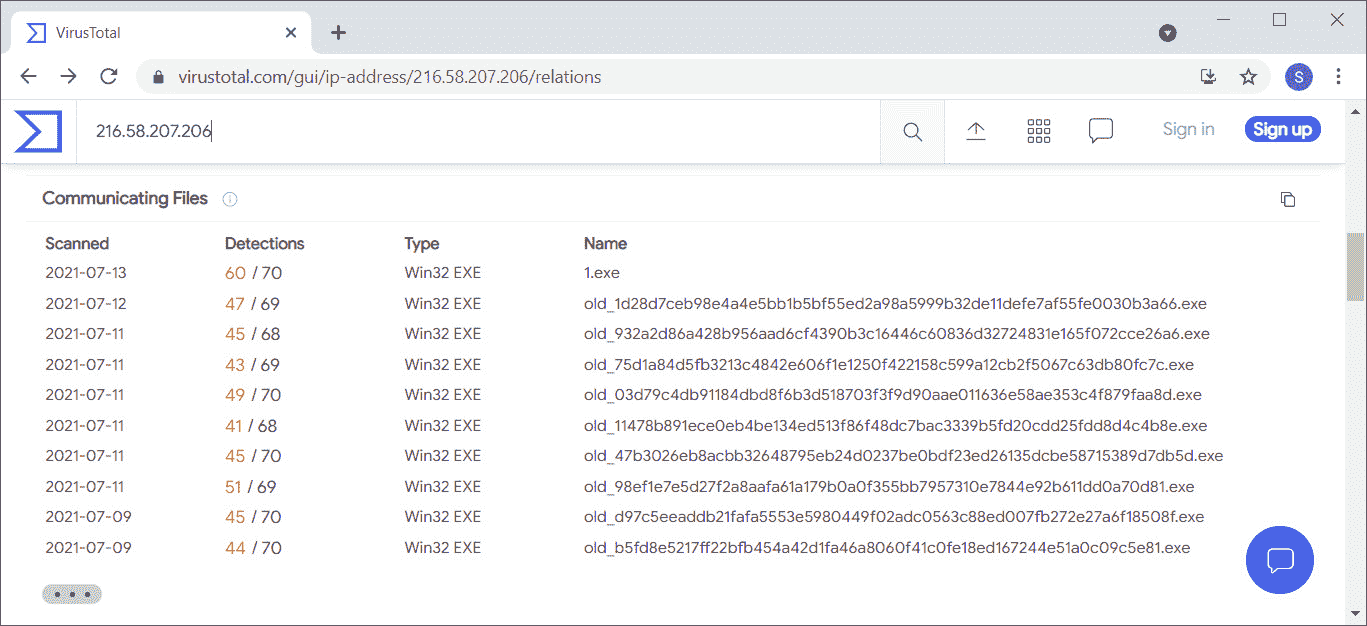 VirusTotal
virustotal.com/gui/ip-address/216.58.207.206/relations
S
216.58.207.206
Sign in
Sign up
Communicating Files
Scanned Detections Type Name
2021-07-13 60 / 70 Win32 EXE 1.exe
2021-07-12 47 / 69 Win32 EXE old_1d28d7ceb98e4a4e5bb1b5bf55ed2a98a5999b32de11defe7af55fe0030b3a66.exe
2021-07-11 45 / 68 Win32 EXE old_932a2d86a428b956aad6cf4390b3c16446c60836d32724831e165f072cce26a6.exe
2021-07-11 43 / 69 Win32 EXE old_75d1a84d5fb3213c4842e606f1e1250f422158c599a12cb2f5067c63db80fc7c.exe
2021-07-11 49 / 70 Win32 EXE old_03d79c4db91184dbd8f6b3d518703f3f9d90aae011636e58ae353c4f879faa8d.exe
2021-07-11 41 / 68 Win32 EXE old_11478b891ece0eb4be134ed513f86f48dc7bac3339b5fd20cdd25fdd8d4c4b8e.exe
2021-07-11 45 / 70 Win32 EXE old_47b3026eb8acbb32648795eb24d0237be0bdf23ed26135dcbe58715389d7db5d.exe
2021-07-11 51 / 69 Win32 EXE old_98ef1e7e5d27f2a8aafa61a179b0a0f355bb7957310e7844e92b611dd0a70d81.exe
2021-07-09 45 / 70 Win32 EXE old_d97c5eeaddb21fafa5553e5980449f02adc0563c88ed007fb272e27a6f18508f.exe
2021-07-09 44 / 70 Win32 EXE old_b5fd8e5217ff22bfb454a42d1fa46a8060f41c0fe18ed167244e51a0c09c5e81.exe